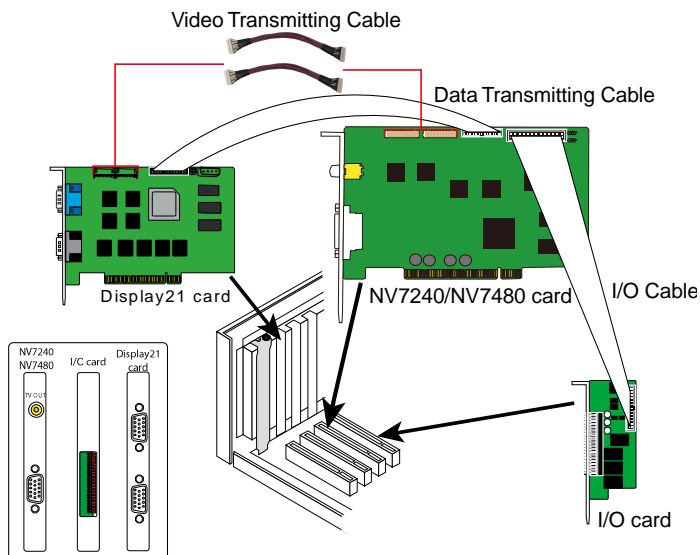 Video Transmitting Cable
Data Transmitting Cable
Display21 card
NV7240/NV7480 card
I/O Cable
NV7240
NV7480
I/C card
Display21
card
TV OUT
I/O card